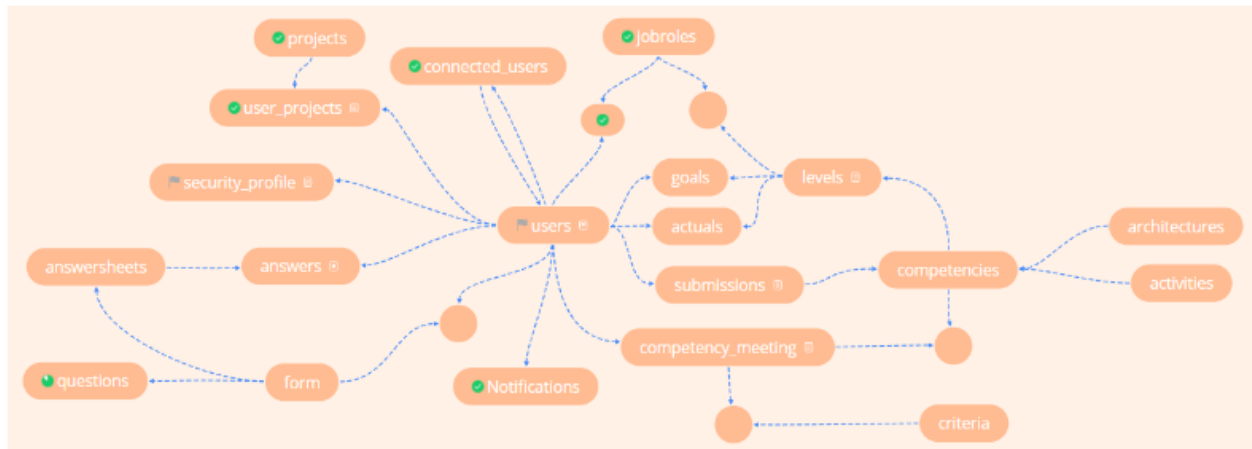 projects
jobroles
connected_users
user_projects
security_profile
goals
levels
users
actuals
architectures
answersheets
answers
submissions
competencies
activities
competency_meeting
questions
form
Notifications
criteria